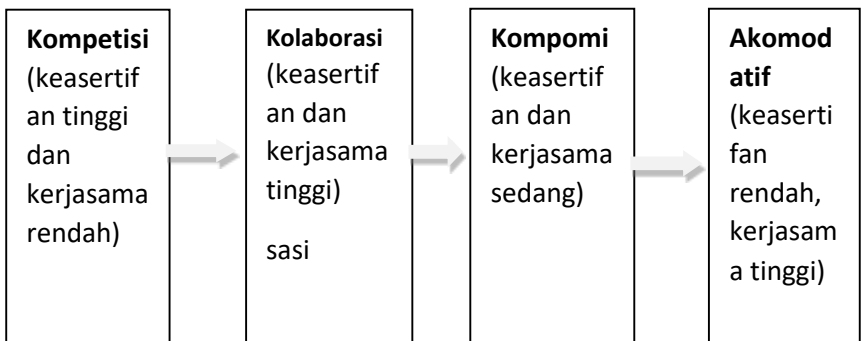 Kompetisi
(keasertif
an tinggi
dan
kerjasama
rendah)
Kolaborasi
(keasertif
an dan
kerjasama
tinggi)
sasi
Kompomi
(keasertif
an dan
kerjasama
sedang)
Akomod
atif
(keaserti
fan
rendah,
kerjasam
a tinggi)